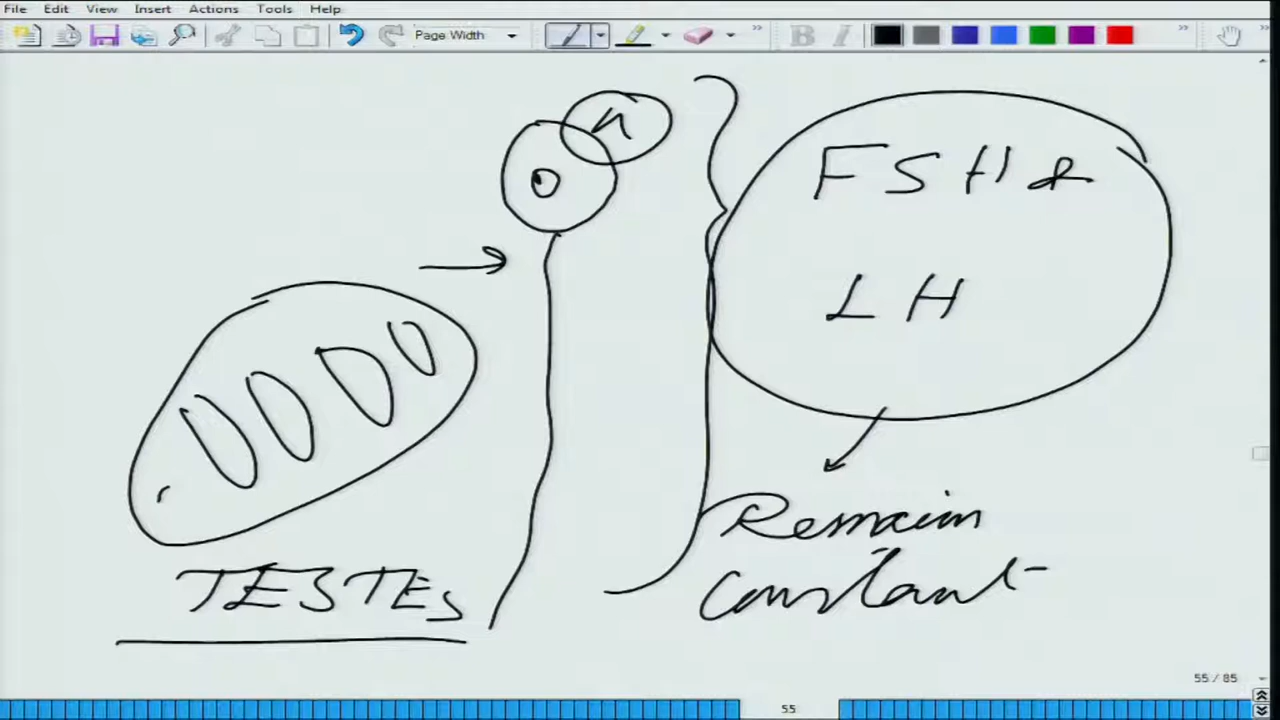 File Edit View Insert Actions Tools Help
Page Width
B I
n
FSH &
LH
Remain
constant
TESTES
55 / 85
55